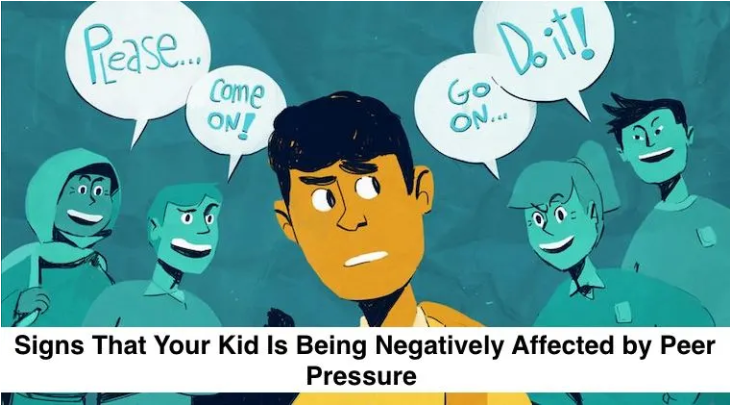 Please...
Come
ON!
Go
ON...
Do it!
Signs That Your Kid Is Being Negatively Affected by Peer
Pressure